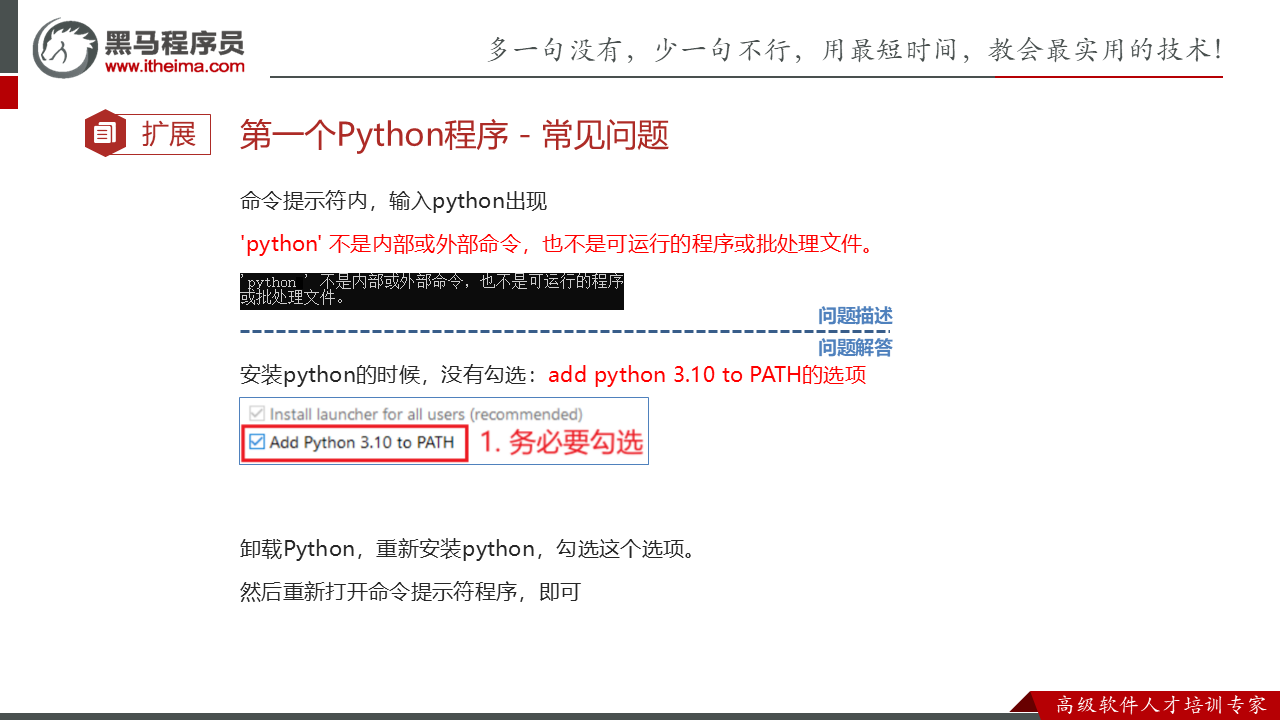 黑马程序员
www.itheima.com
多一句没有，少一句不行，用最短时间，教会最实用的技术！
扩展
第一个Python程序 - 常见问题
命令提示符内，输入python出现
'python' 不是内部或外部命令，也不是可运行的程序或批处理文件。
'python' 不是内部或外部命令，也不是可运行的程序
或批处理文件。
问题描述
问题解答
安装python的时候，没有勾选：add python 3.10 to PATH的选项
Install launcher for all users (recommended)
Add Python 3.10 to PATH 1. 务必要勾选
卸载Python，重新安装python，勾选这个选项。
然后重新打开命令提示符程序，即可
高级软件人才培训专家